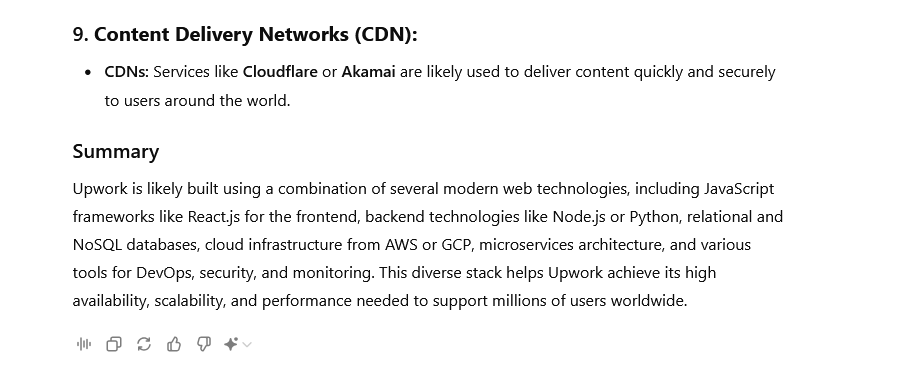 9. Content Delivery Networks (CDN):
• CDNs: Services like Cloudflare or Akamai are likely used to deliver content quickly and securely
to users around the world.
Summary
Upwork is likely built using a combination of several modern web technologies, including JavaScript
frameworks like React.js for the frontend, backend technologies like Node.js or Python, relational and
NoSQL databases, cloud infrastructure from AWS or GCP, microservices architecture, and various
tools for DevOps, security, and monitoring. This diverse stack helps Upwork achieve its high
availability, scalability, and performance needed to support millions of users worldwide.